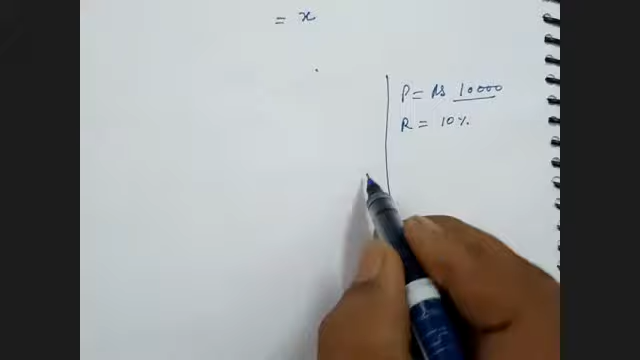 = x
P = Rs 10000
R = 10%